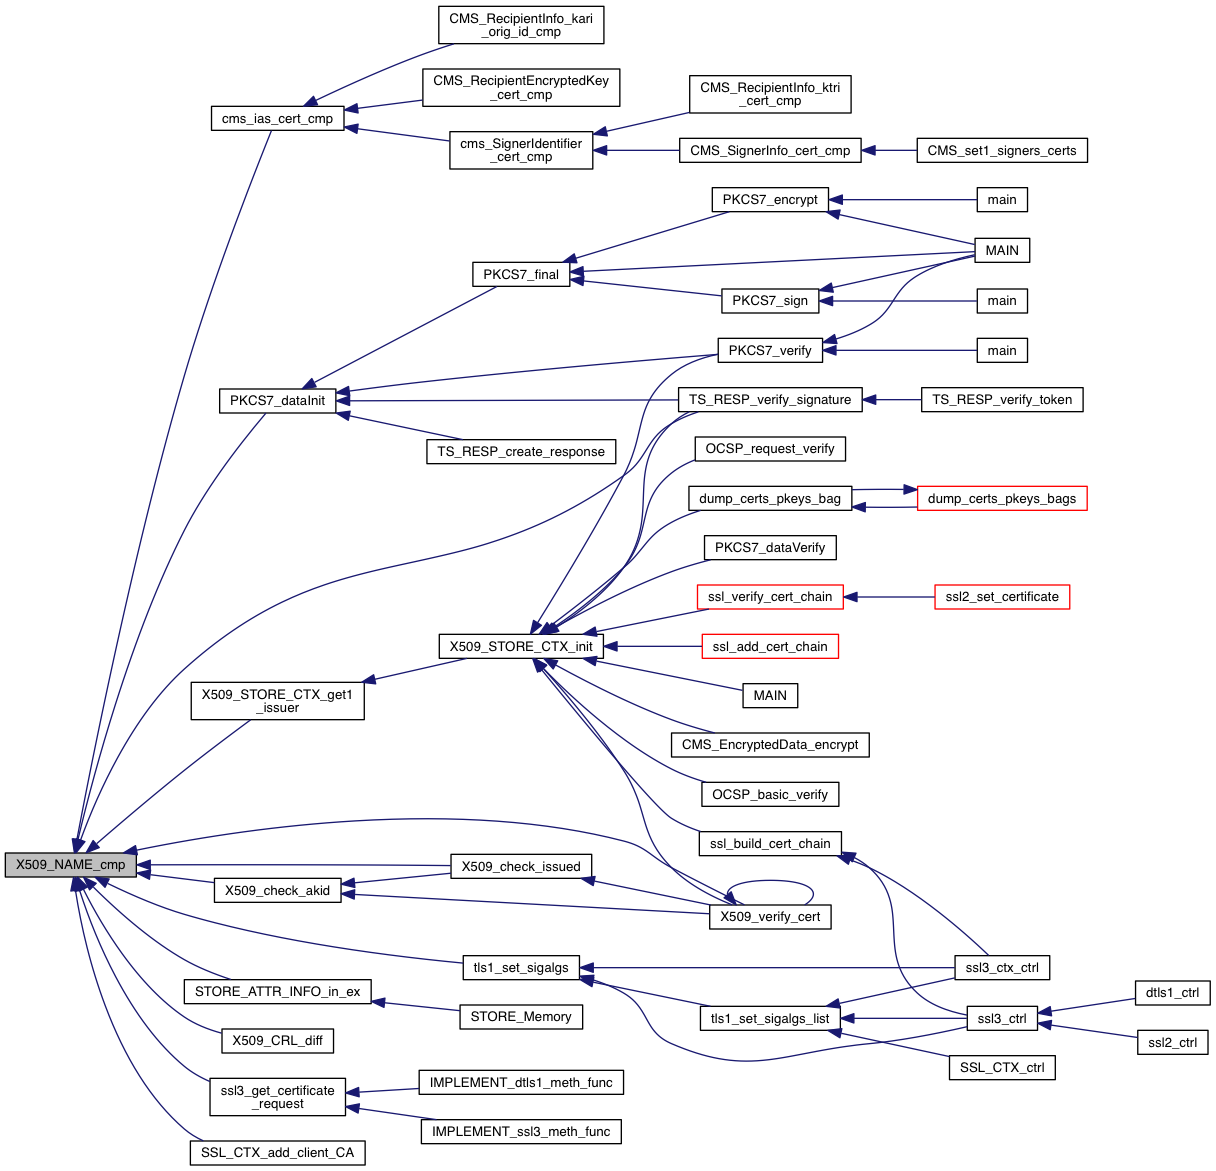 CMS_RecipientInfo_kari
_orig_id_cmp
CMS_RecipientEncryptedKey
_cert_cmp
CMS_RecipientInfo_ktri
_cert_cmp
cms_ias_cert_cmp
cms_SignerIdentifier
_cert_cmp
CMS_SignerInfo_cert_cmp
CMS_set1_signers_certs
PKCS7_encrypt
main
MAIN
PKCS7_final
PKCS7_sign
main
PKCS7_verify
main
PKCS7_dataInit
TS_RESP_verify_signature
TS_RESP_verify_token
TS_RESP_create_response
OCSP_request_verify
dump_certs_pkeys_bag
dump_certs_pkeys_bags
PKCS7_dataVerify
ssl_verify_cert_chain
ssl2_set_certificate
X509_STORE_CTX_init
ssl_add_cert_chain
X509_STORE_CTX_get1
_issuer
MAIN
CMS_EncryptedData_encrypt
OCSP_basic_verify
ssl_build_cert_chain
X509_NAME_cmp
X509_check_issued
X509_check_akid
X509_verify_cert
tls1_set_sigalgs
ssl3_ctx_ctrl
STORE_ATTR_INFO_in_ex
STORE_Memory
tls1_set_sigalgs_list
ssl3_ctrl
dtls1_ctrl
X509_CRL_diff
ssl2_ctrl
SSL_CTX_ctrl
ssl3_get_certificate
_request
IMPLEMENT_dtls1_meth_func
IMPLEMENT_ssl3_meth_func
SSL_CTX_add_client_CA